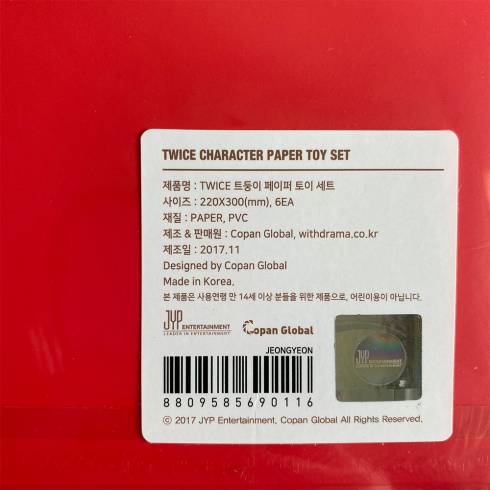 TWICE CHARACTER PAPER TOY SET
제품명 : TWICE 트둥이 페이퍼 토이 세트
사이즈 : 220X300(mm), 6EA
재질 : PAPER, PVC
제조 & 판매원 : Copan Global, withdrama.co.kr
제조일 : 2017.11
Designed by Copan Global
Made in Korea.
본 제품은 사용연령 만 14세 이상 분들을 위한 제품으로, 어린이용이 아닙니다.
JYP ENTERTAINMENT
LEADER IN ENTERTAINMENT
Copan Global
JEONGYEON
JYP ENTERTAINMENT
LEADER IN ENTERTAINMENT
8809585690116
ⓒ 2017 JYP Entertainment, Copan Global All Rights Reserved.